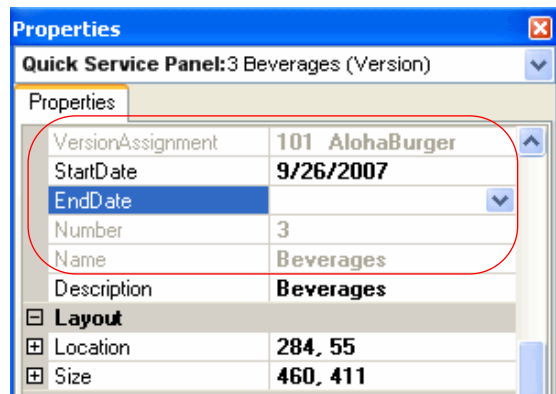 Properties
Quick Service Panel:3 Beverages (Version)
Properties
VersionAssignment 101 AlohaBurger
StartDate 9/26/2007
EndDate
Number 3
Name Beverages
Description Beverages
Layout
Location 284, 55
Size 460, 411